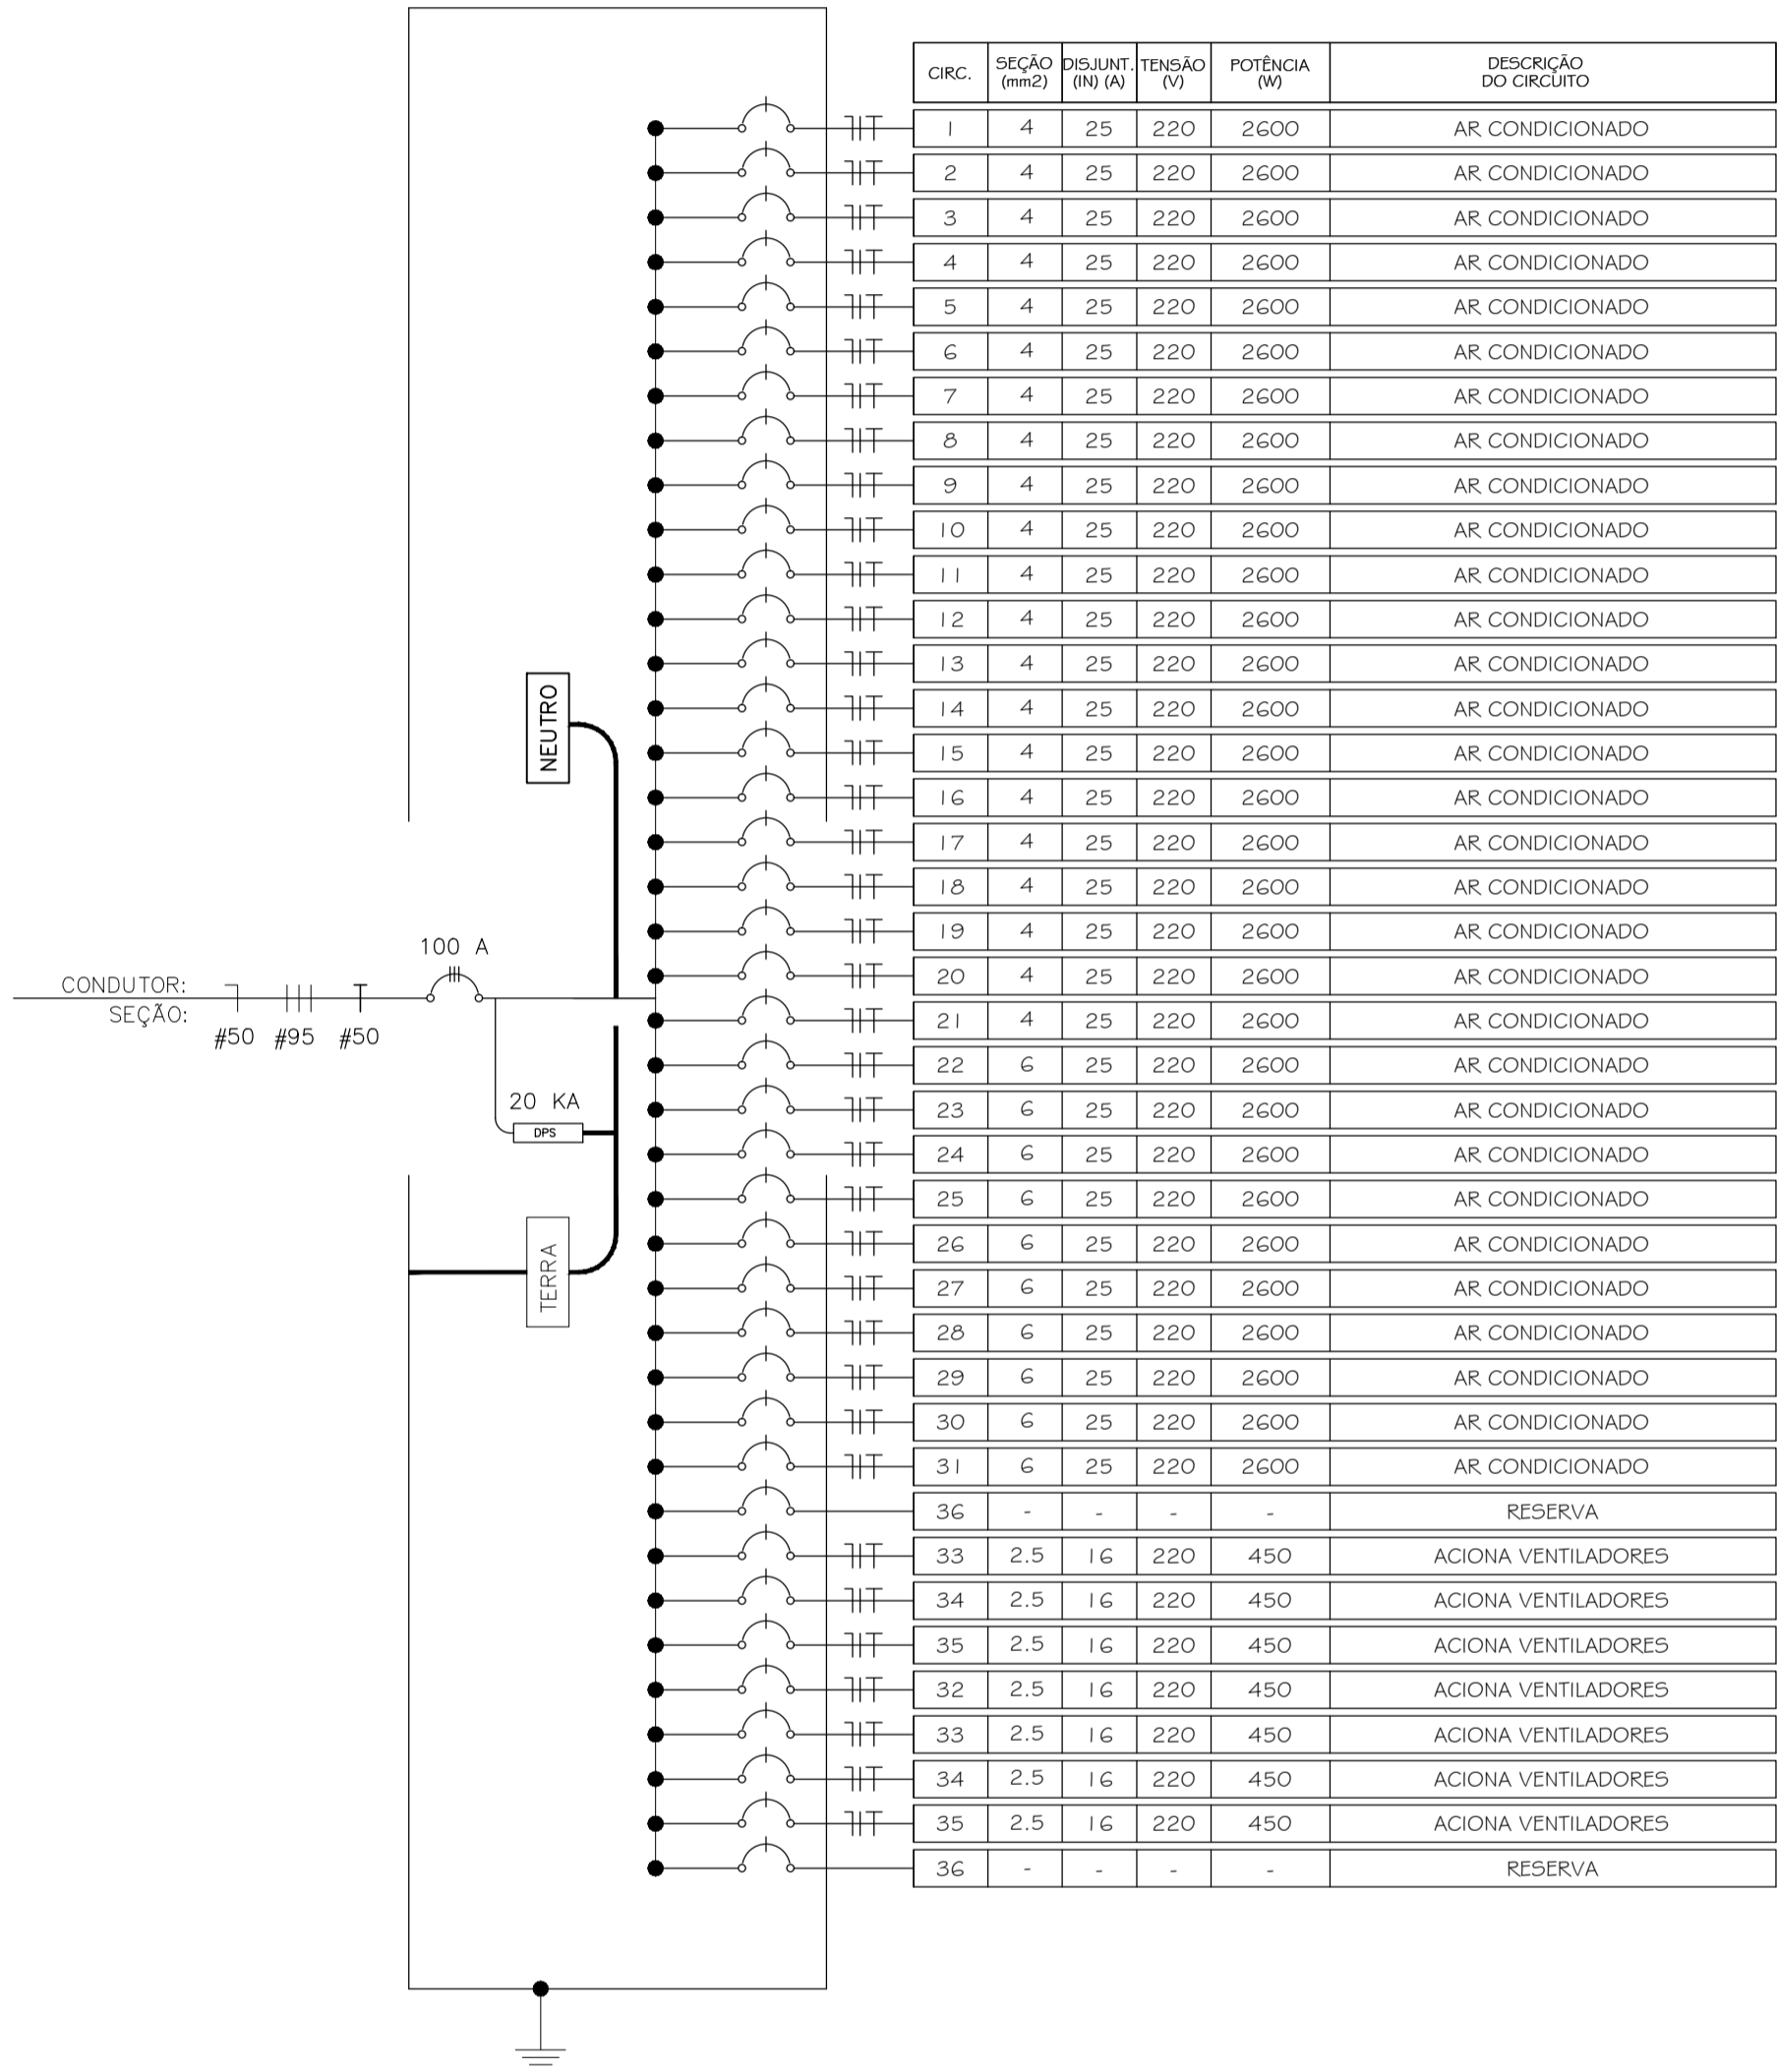 CIRC. SEÇÃO (mm2) DISJUNT. (IN) (A) TENSÃO (V) POTÊNCIA (W) DESCRIÇÃO DO CIRCUITO
1 4 25 220 2600 AR CONDICIONADO
2 4 25 220 2600 AR CONDICIONADO
3 4 25 220 2600 AR CONDICIONADO
4 4 25 220 2600 AR CONDICIONADO
5 4 25 220 2600 AR CONDICIONADO
6 4 25 220 2600 AR CONDICIONADO
7 4 25 220 2600 AR CONDICIONADO
8 4 25 220 2600 AR CONDICIONADO
9 4 25 220 2600 AR CONDICIONADO
10 4 25 220 2600 AR CONDICIONADO
11 4 25 220 2600 AR CONDICIONADO
12 4 25 220 2600 AR CONDICIONADO
13 4 25 220 2600 AR CONDICIONADO
14 4 25 220 2600 AR CONDICIONADO
15 4 25 220 2600 AR CONDICIONADO
16 4 25 220 2600 AR CONDICIONADO
17 4 25 220 2600 AR CONDICIONADO
18 4 25 220 2600 AR CONDICIONADO
19 4 25 220 2600 AR CONDICIONADO
20 4 25 220 2600 AR CONDICIONADO
21 4 25 220 2600 AR CONDICIONADO
22 6 25 220 2600 AR CONDICIONADO
23 6 25 220 2600 AR CONDICIONADO
24 6 25 220 2600 AR CONDICIONADO
25 6 25 220 2600 AR CONDICIONADO
26 6 25 220 2600 AR CONDICIONADO
27 6 25 220 2600 AR CONDICIONADO
28 6 25 220 2600 AR CONDICIONADO
29 6 25 220 2600 AR CONDICIONADO
30 6 25 220 2600 AR CONDICIONADO
31 6 25 220 2600 AR CONDICIONADO
36 - - - - RESERVA
33 2.5 16 220 450 ACIONA VENTILADORES
34 2.5 16 220 450 ACIONA VENTILADORES
35 2.5 16 220 450 ACIONA VENTILADORES
32 2.5 16 220 450 ACIONA VENTILADORES
33 2.5 16 220 450 ACIONA VENTILADORES
34 2.5 16 220 450 ACIONA VENTILADORES
35 2.5 16 220 450 ACIONA VENTILADORES
36 - - - - RESERVA
NEUTRO
100 A
CONDUTOR:
SEÇÃO:
#50 #95 #50
20 KA
DPS
TERRA